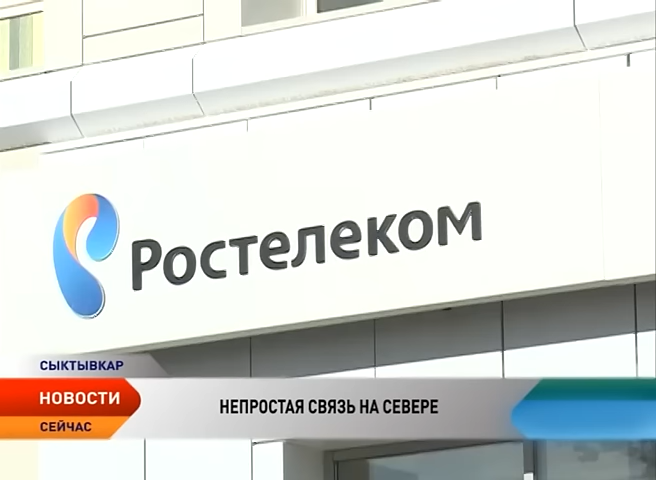 Ростелеком
СЫКТЫВКАР
НОВОСТИ
СЕЙЧАС
НЕПРОСТАЯ СВЯЗЬ НА СЕВЕРЕ